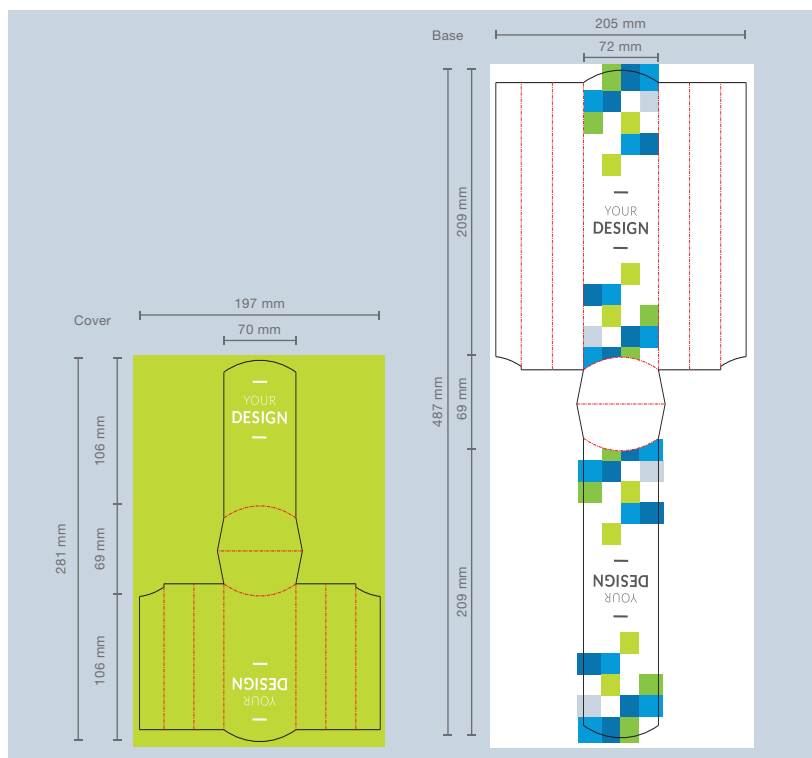 Base
205 mm
72 mm
209 mm
487 mm
69 mm
209 mm
YOUR
DESIGN
YOUR
DESIGN
Cover
197 mm
70 mm
106 mm
281 mm
69 mm
106 mm
YOUR
DESIGN
YOUR
DESIGN